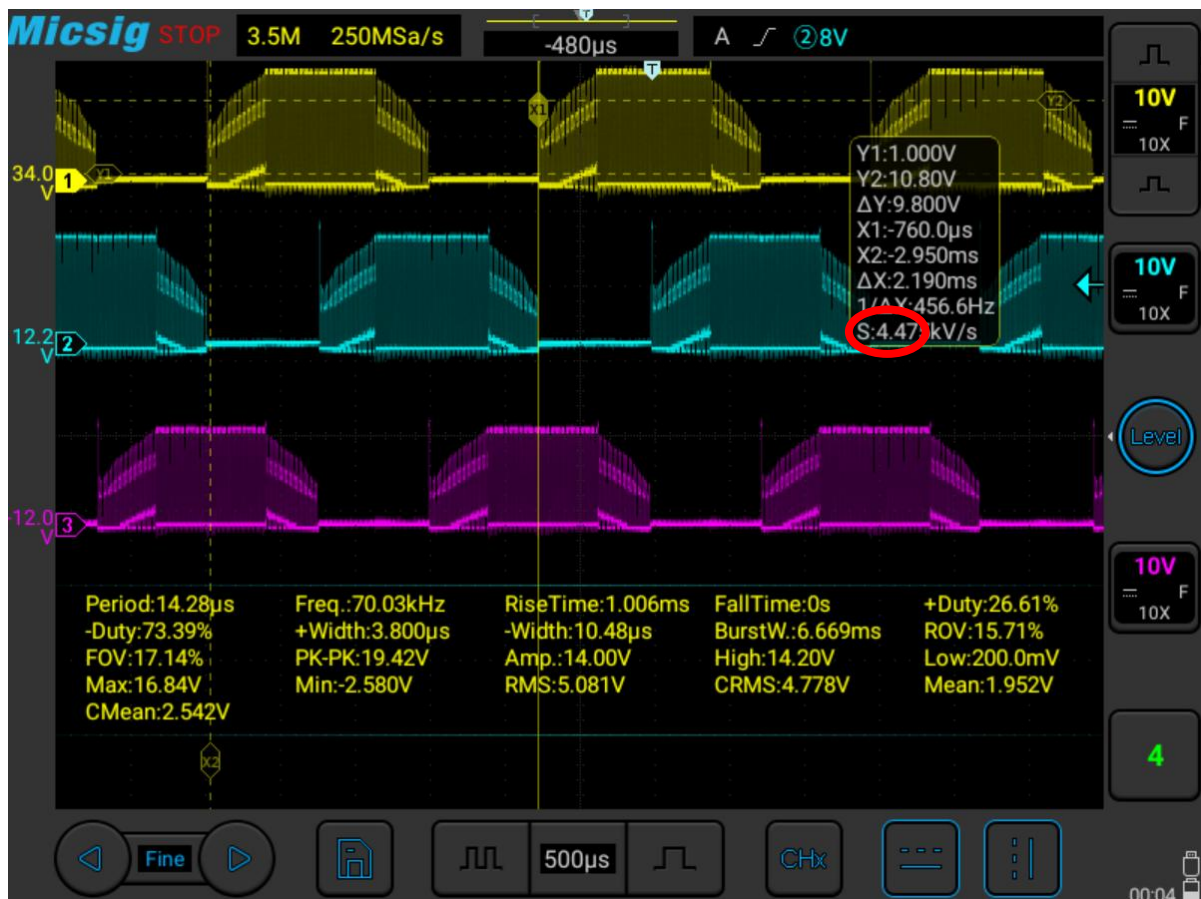 Micsig STOP 3.5M 250MSa/s -480µs A ②8V
T
T
10V
F
10X
34.0
V
1
Y1
X1
Y2
Y1:1.000V
Y2:10.80V
ΔY:9.800V
X1:-760.0µs
X2:-2.950ms
ΔX:2.190ms
1/ΔX:456.6Hz
S:4.47 kV/s
12.2
V
2
10V
F
10X
Level
-12.0
V
3
10V
F
10X
Period:14.28µs Freq.:70.03kHz RiseTime:1.006ms FallTime:0s +Duty:26.61%
-Duty:73.39% +Width:3.800µs -Width:10.48µs BurstW.:6.669ms ROV:15.71%
FOV:17.14% PK-PK:19.42V Amp.:14.00V High:14.20V Low:200.0mV
Max:16.84V Min:-2.580V RMS:5.081V CRMS:4.778V Mean:1.952V
CMean:2.542V
X2
4
Fine 500µs CHx
00:04